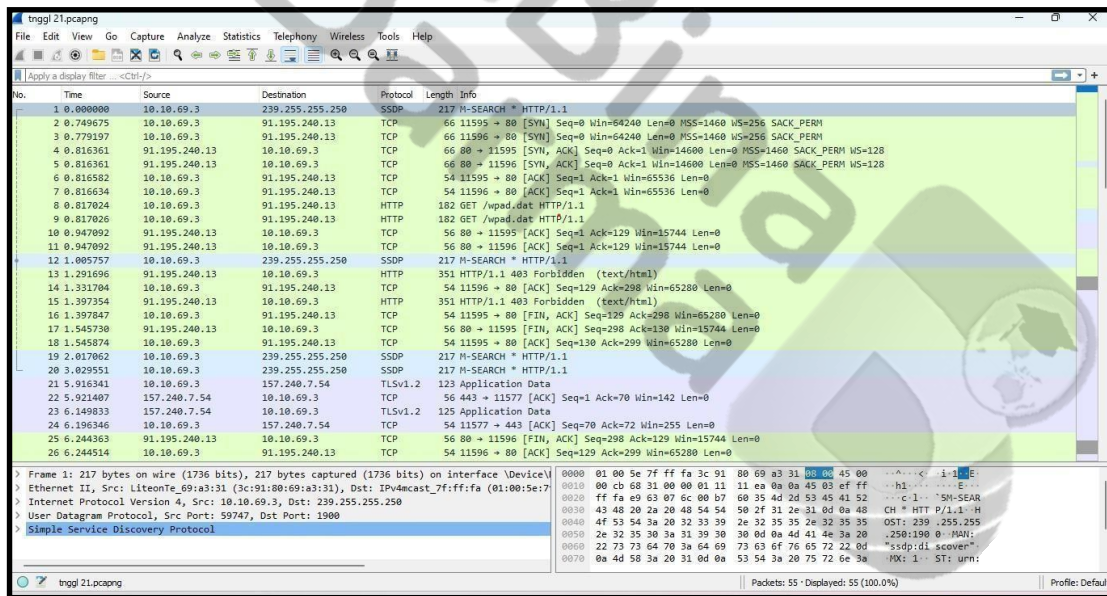 tnggl 21.pcapng
File Edit View Go Capture Analyze Statistics Telephony Wireless Tools Help
Apply a display filter ... <Ctrl-/>
No. Time Source Destination Protocol Length Info
1 0.000000 10.10.69.3 239.255.255.250 SSDP 217 M-SEARCH * HTTP/1.1
2 0.749675 10.10.69.3 91.195.240.13 TCP 66 11595 → 80 [SYN] Seq=0 Win=64240 Len=0 MSS=1460 WS=256 SACK_PERM
3 0.779197 10.10.69.3 91.195.240.13 TCP 66 11596 → 80 [SYN] Seq=0 Win=64240 Len=0 MSS=1460 WS=256 SACK_PERM
4 0.816361 91.195.240.13 10.10.69.3 TCP 66 80 → 11595 [SYN, ACK] Seq=0 Ack=1 Win=14600 Len=0 MSS=1460 SACK_PERM WS=128
5 0.816361 91.195.240.13 10.10.69.3 TCP 66 80 → 11596 [SYN, ACK] Seq=0 Ack=1 Win=14600 Len=0 MSS=1460 SACK_PERM WS=128
6 0.816582 10.10.69.3 91.195.240.13 TCP 54 11595 → 80 [ACK] Seq=1 Ack=1 Win=65536 Len=0
7 0.816634 10.10.69.3 91.195.240.13 TCP 54 11596 → 80 [ACK] Seq=1 Ack=1 Win=65536 Len=0
8 0.817024 10.10.69.3 91.195.240.13 HTTP 182 GET /wpad.dat HTTP/1.1
9 0.817026 10.10.69.3 91.195.240.13 HTTP 182 GET /wpad.dat HTTP/1.1
10 0.947092 91.195.240.13 10.10.69.3 TCP 56 80 → 11595 [ACK] Seq=1 Ack=129 Win=15744 Len=0
11 0.947092 91.195.240.13 10.10.69.3 TCP 56 80 → 11596 [ACK] Seq=1 Ack=129 Win=15744 Len=0
12 1.005757 10.10.69.3 239.255.255.250 SSDP 217 M-SEARCH * HTTP/1.1
13 1.291696 91.195.240.13 10.10.69.3 HTTP 351 HTTP/1.1 403 Forbidden (text/html)
14 1.331704 10.10.69.3 91.195.240.13 TCP 54 11596 → 80 [ACK] Seq=129 Ack=298 Win=65280 Len=0
15 1.397354 91.195.240.13 10.10.69.3 HTTP 351 HTTP/1.1 403 Forbidden (text/html)
16 1.397847 10.10.69.3 91.195.240.13 TCP 54 11595 → 80 [FIN, ACK] Seq=129 Ack=298 Win=65280 Len=0
17 1.545730 91.195.240.13 10.10.69.3 TCP 56 80 → 11595 [FIN, ACK] Seq=298 Ack=130 Win=15744 Len=0
18 1.545874 10.10.69.3 91.195.240.13 TCP 54 11595 → 80 [ACK] Seq=130 Ack=299 Win=65280 Len=0
19 2.017062 10.10.69.3 239.255.255.250 SSDP 217 M-SEARCH * HTTP/1.1
20 3.029551 10.10.69.3 239.255.255.250 SSDP 217 M-SEARCH * HTTP/1.1
21 5.916341 10.10.69.3 157.240.7.54 TLSv1.2 123 Application Data
22 5.921407 157.240.7.54 10.10.69.3 TCP 56 443 → 11577 [ACK] Seq=1 Ack=70 Win=142 Len=0
23 6.149833 157.240.7.54 10.10.69.3 TLSv1.2 125 Application Data
24 6.196346 10.10.69.3 157.240.7.54 TCP 54 11577 → 443 [ACK] Seq=70 Ack=72 Win=255 Len=0
25 6.244363 91.195.240.13 10.10.69.3 TCP 56 80 → 11596 [FIN, ACK] Seq=298 Ack=129 Win=15744 Len=0
26 6.244514 10.10.69.3 91.195.240.13 TCP 54 11596 → 80 [ACK] Seq=129 Ack=299 Win=65280 Len=0
> Frame 1: 217 bytes on wire (1736 bits), 217 bytes captured (1736 bits) on interface \Device\
> Ethernet II, Src: LiteonTe_69:a3:31 (3c:91:80:69:a3:31), Dst: IPv4mcast_7f:ff:fa (01:00:5e:7
> Internet Protocol Version 4, Src: 10.10.69.3, Dst: 239.255.255.250
> User Datagram Protocol, Src Port: 59747, Dst Port: 1900
> Simple Service Discovery Protocol
0000 01 00 5e 7f ff fa 3c 91 80 69 a3 31 08 00 45 00 ··^···<· ·i·1··E·
0010 00 cb 68 31 00 00 01 11 11 ea 0a 0a 45 03 ef ff ··h1···· ····E···
0020 ff fa e9 63 07 6c 00 b7 60 35 4d 2d 53 45 41 52 ···c·l·· `5M-SEAR
0030 43 48 20 2a 20 48 54 54 50 2f 31 2e 31 0d 0a 48 CH * HTT P/1.1··H
0040 4f 53 54 3a 20 32 33 39 2e 32 35 35 2e 32 35 35 OST: 239 .255.255
0050 2e 32 35 30 3a 31 39 30 30 0d 0a 4d 41 4e 3a 20 .250:190 0··MAN:
0060 22 73 73 64 70 3a 64 69 73 63 6f 76 65 72 22 0d "ssdp:di scover"·
0070 0a 4d 58 3a 20 31 0d 0a 53 54 3a 20 75 72 6e 3a ·MX: 1·· ST: urn:
tnggl 21.pcapng
Packets: 55 · Displayed: 55 (100.0%)
Profile: Defaul